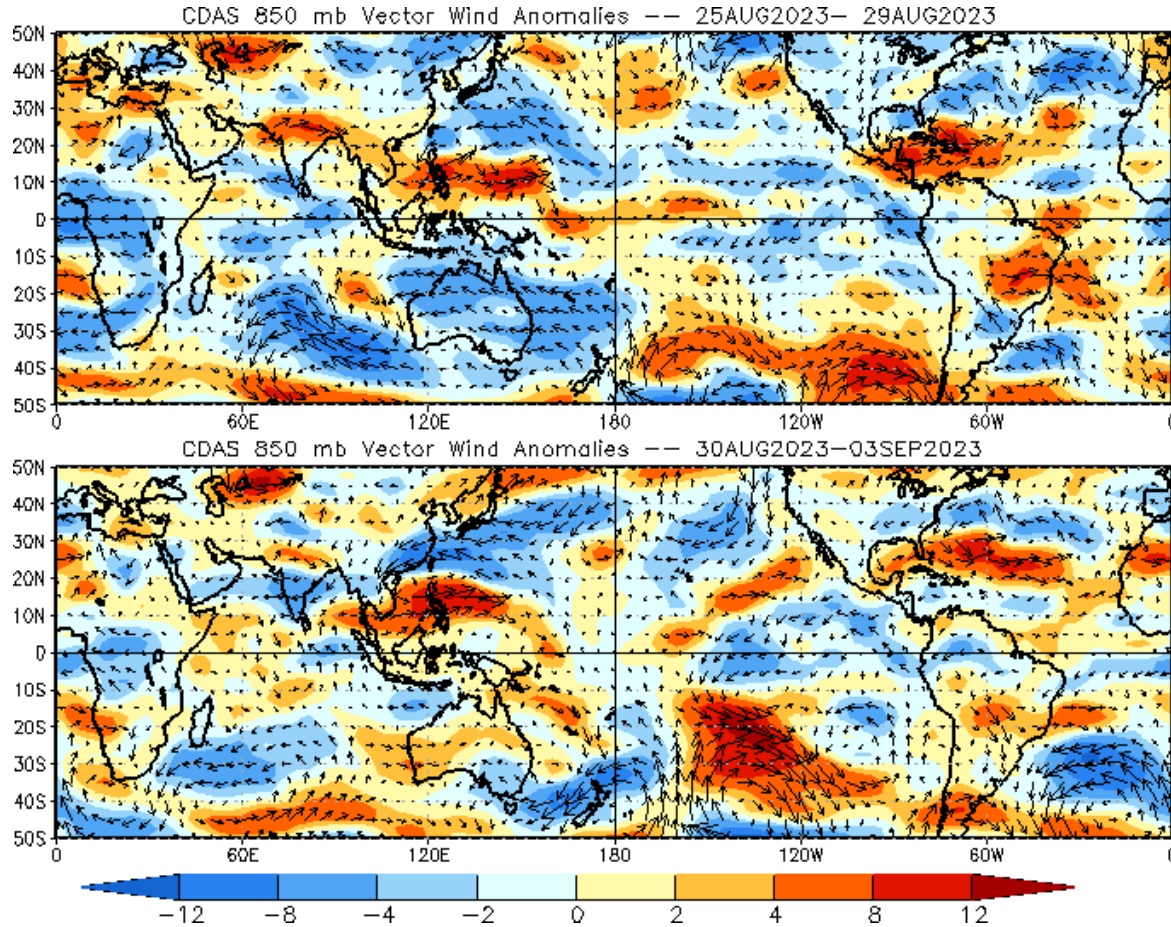 CDAS 850 mb Vector Wind Anomalies -- 25AUG2023- 29AUG2023
50N
40N
30N
20N
10N
0
10S
20S
30S
40S
50S
0 60E 120E 180 120W 60W 0
CDAS 850 mb Vector Wind Anomalies -- 30AUG2023-03SEP2023
50N
40N
30N
20N
10N
0
10S
20S
30S
40S
50S
0 60E 120E 180 120W 60W 0
-12 -8 -4 -2 0 2 4 8 12